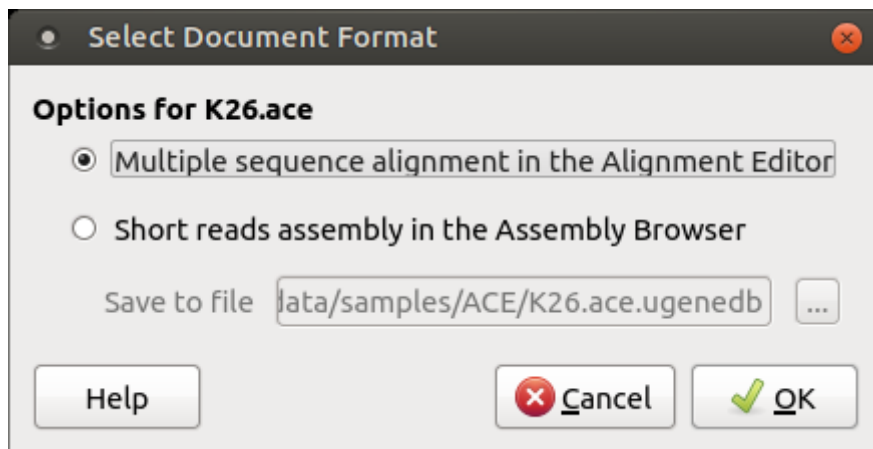 Select Document Format
Options for K26.ace
Multiple sequence alignment in the Alignment Editor
Short reads assembly in the Assembly Browser
Save to file data/samples/ACE/K26.ace.ugenedb ...
Help Cancel OK